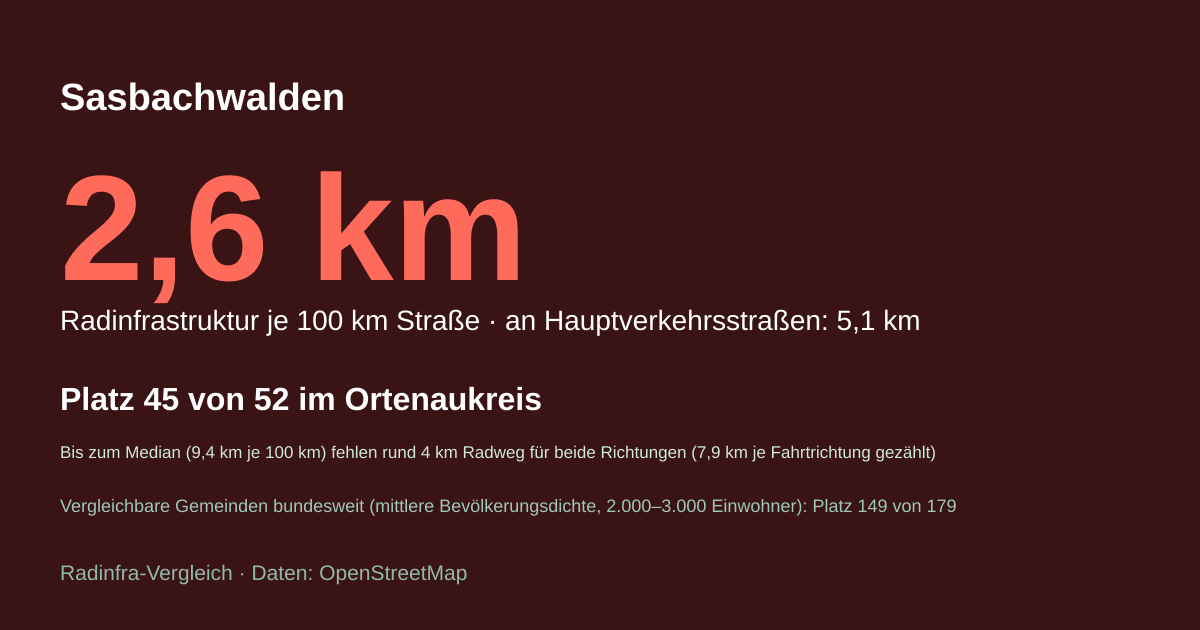 Sasbachwalden
2,6 km
Radinfrastruktur je 100 km Straße · an Hauptverkehrsstraßen: 5,1 km
Platz 45 von 52 im Ortenaukreis
Bis zum Median (9,4 km je 100 km) fehlen rund 4 km Radweg für beide Richtungen (7,9 km je Fahrtrichtung gezählt)
Vergleichbare Gemeinden bundesweit (mittlere Bevölkerungsdichte, 2.000–3.000 Einwohner): Platz 149 von 179
Radinfra-Vergleich · Daten: OpenStreetMap